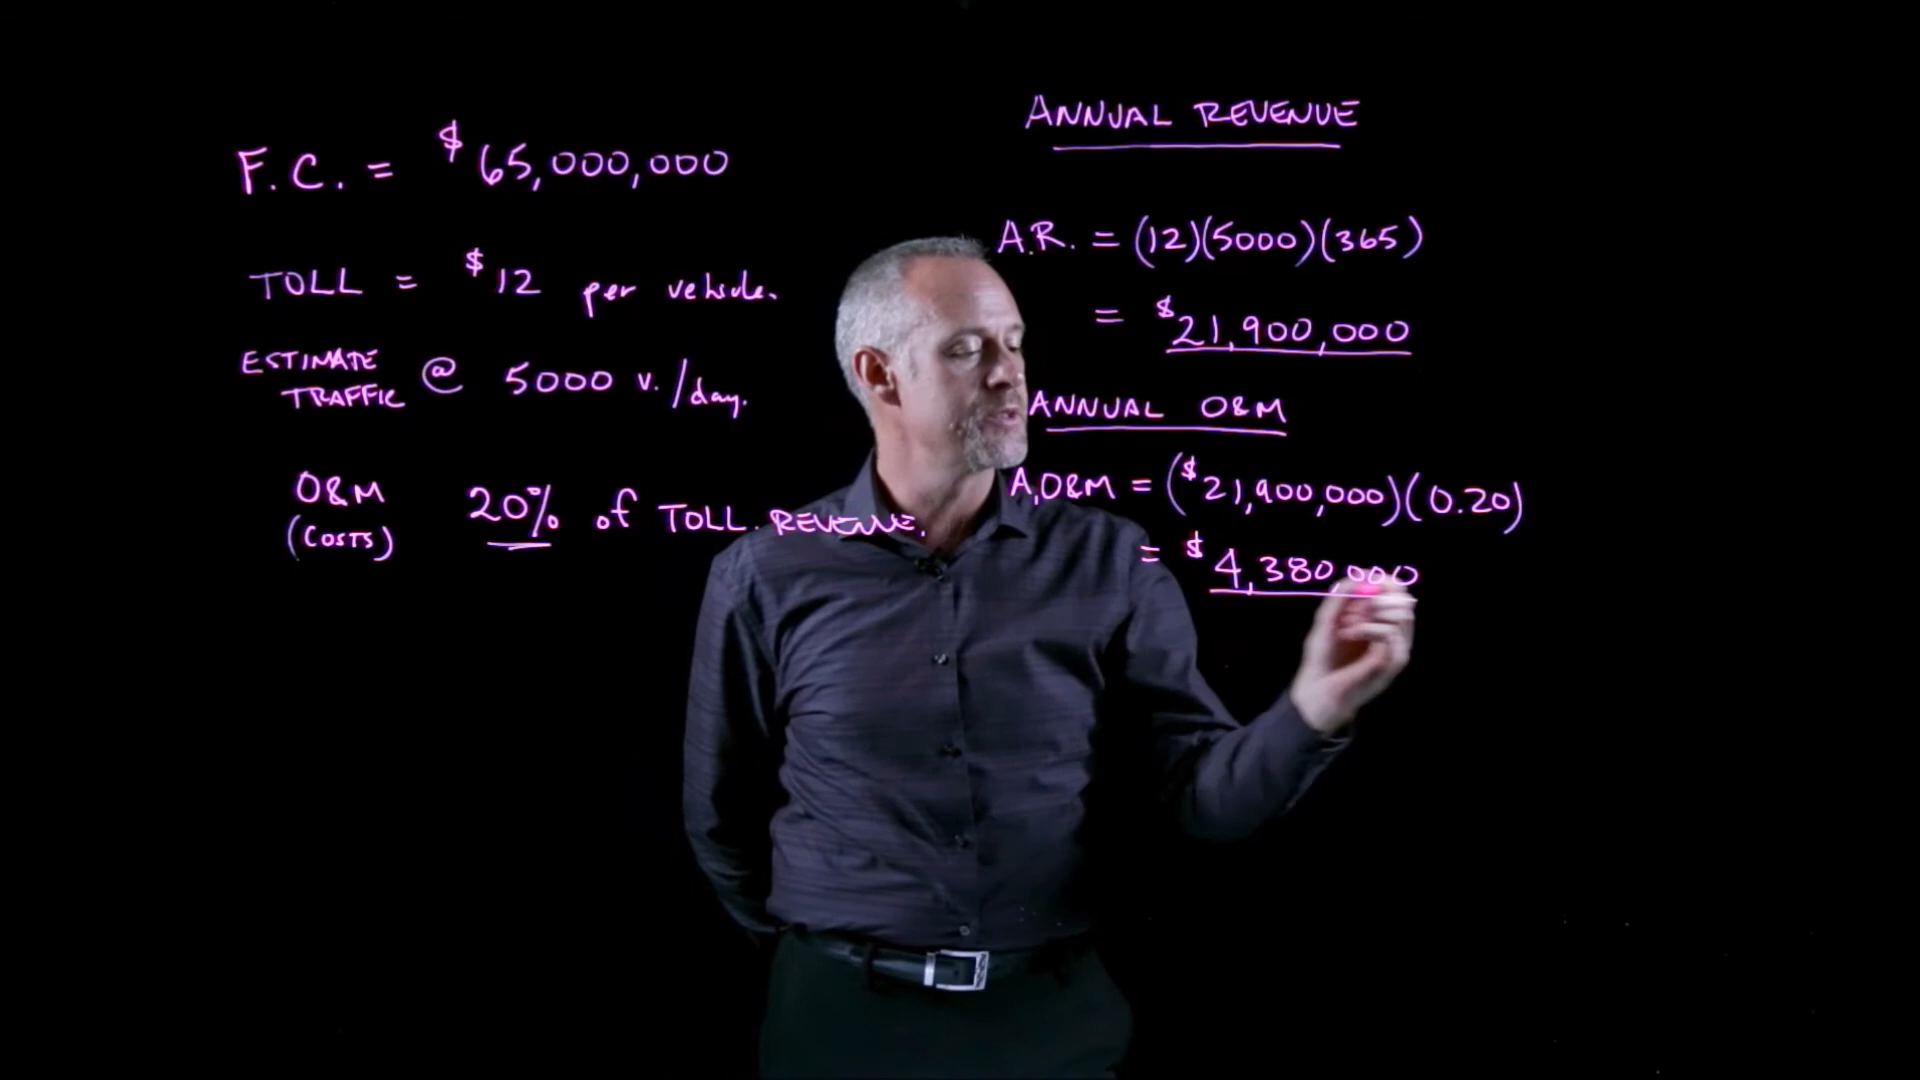 F.C. = $65,000,000
TOLL = $12 per vehicle.
ESTIMATE
TRAFFIC @ 5000 v./day.
O&M
(COSTS) 20% of TOLL REVENUE.
ANNUAL REVENUE
A.R. = (12)(5000)(365)
= $21,900,000
ANNUAL O&M
A,O&M = ($21,900,000)(0.20)
= $4,380,000